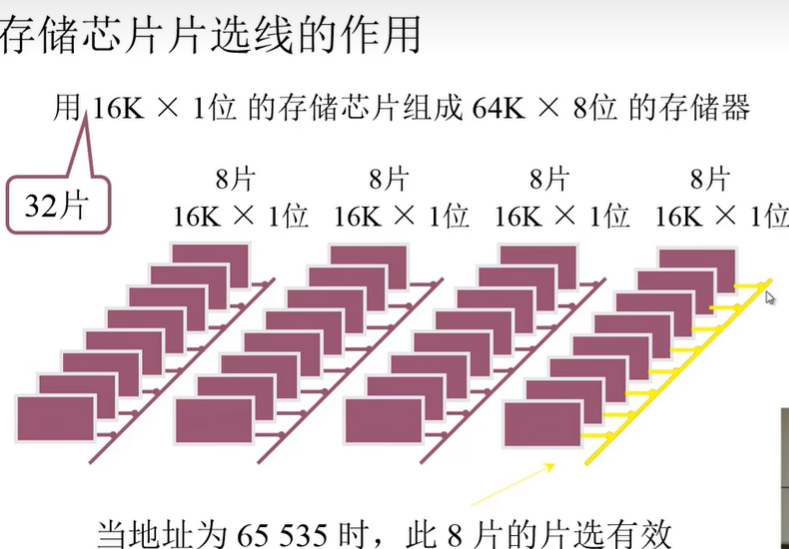 存储芯片片选线的作用
用 16K × 1位 的存储芯片组成 64K × 8位 的存储器
32片
8片 8片 8片 8片
16K × 1位 16K × 1位 16K × 1位 16K × 1位
当地址为 65 535 时，此 8 片的片选有效